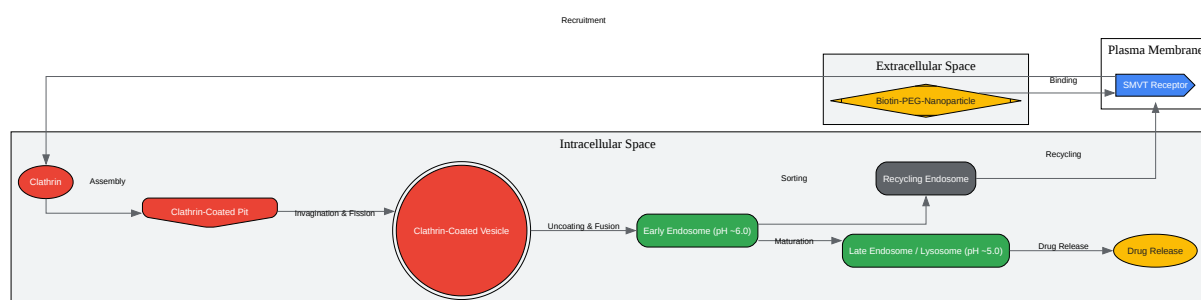 Recruitment
Plasma Membrane
Extracellular Space
Binding
SMVT Receptor
Biotin-PEG-Nanoparticle
Intracellular Space
Recycling
Clathrin
Assembly
Sorting
Recycling Endosome
Clathrin-Coated Pit
Invagination & Fission
Clathrin-Coated Vesicle
Uncoating & Fusion
Early Endosome (pH ~6.0)
Maturation
Late Endosome / Lysosome (pH ~5.0)
Drug Release
Drug Release